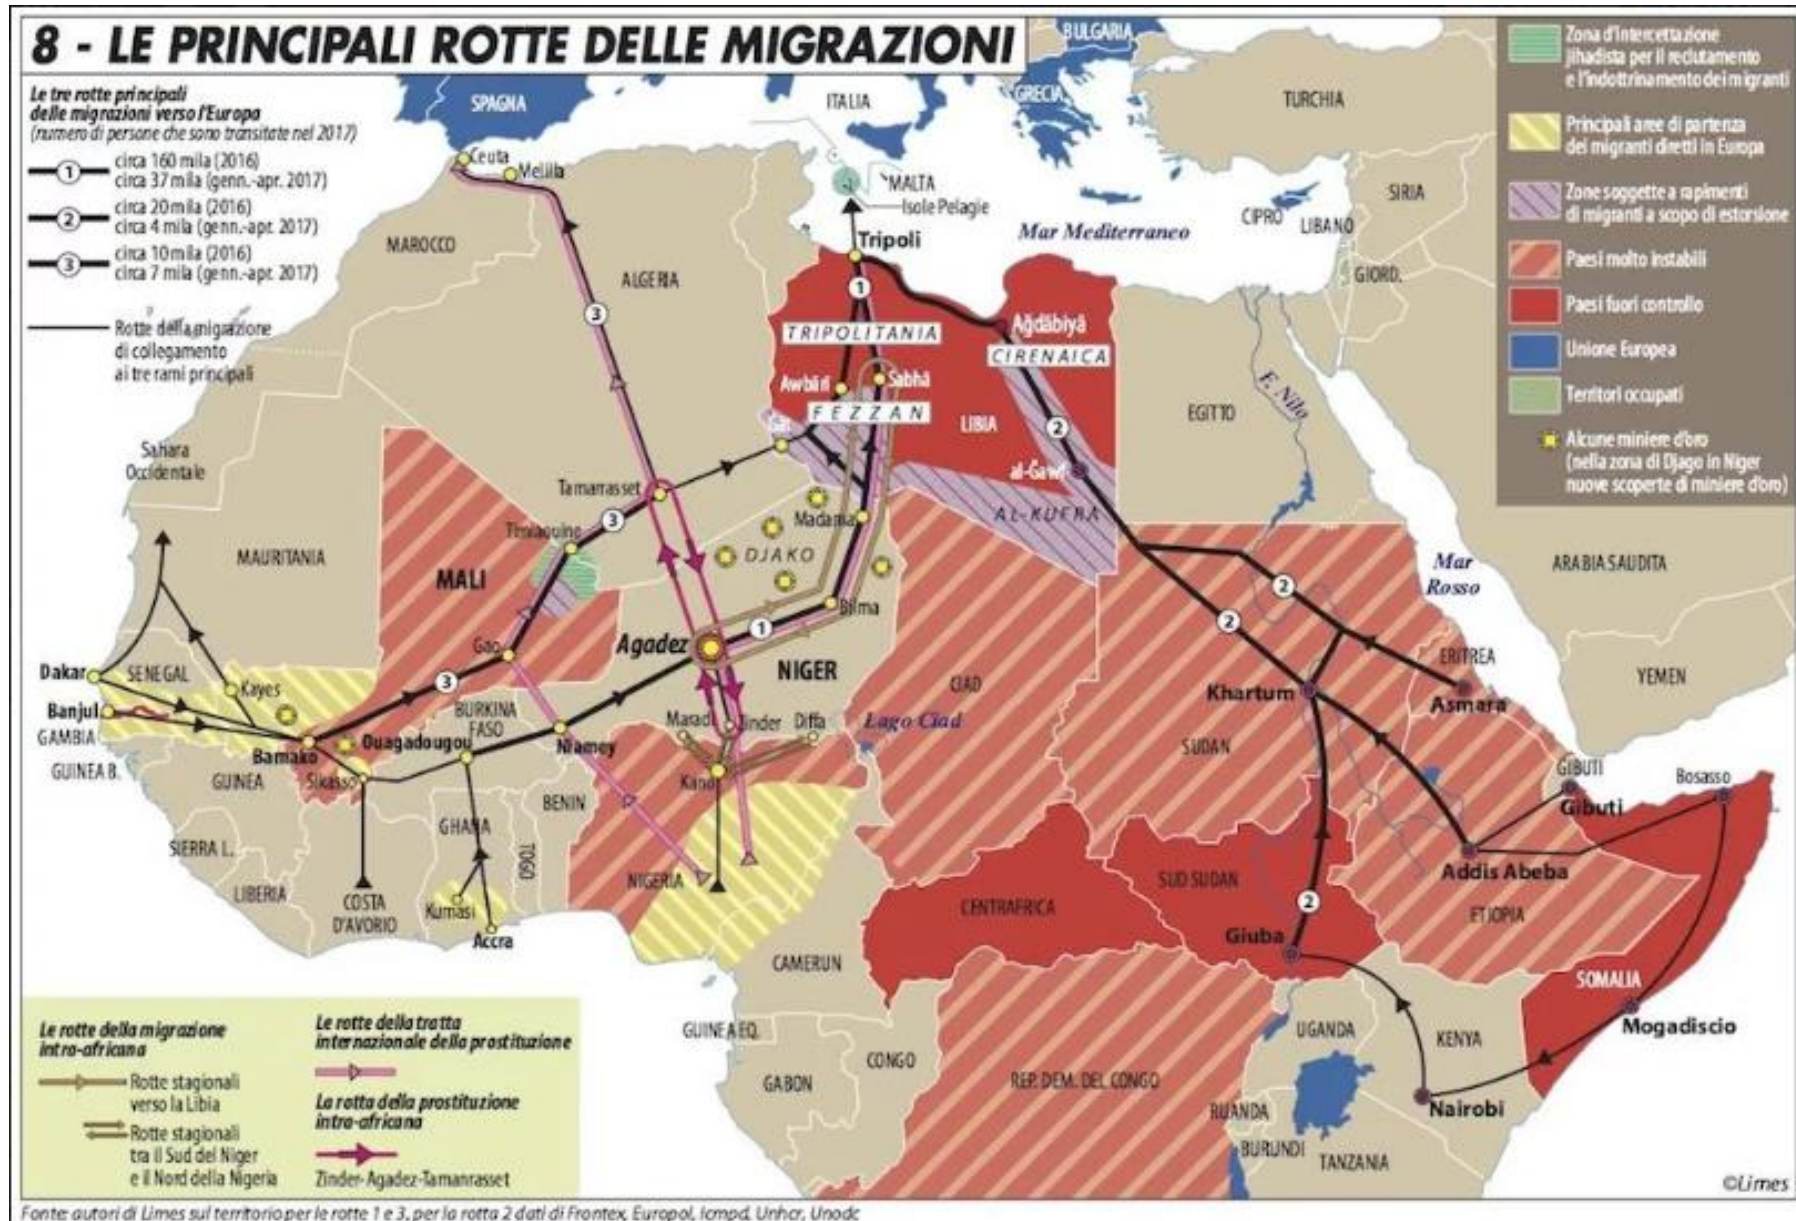 8 - LE PRINCIPALI ROTTE DELLE MIGRAZIONI
Le tre rotte principali
delle migrazioni verso l'Europa
(numero di persone che sono transitate nel 2017)
1
circa 160 mila (2016)
circa 37 mila (genn.-apr. 2017)
2
circa 20 mila (2016)
circa 4 mila (genn.-apr. 2017)
3
circa 10 mila (2016)
circa 7 mila (genn.-apr. 2017)
Rotte della migrazione
di collegamento
ai tre rami principali
Zona d'intercettazione
jihadista per il reclutamento
e l'indottrinamento dei migranti
Principali aree di partenza
dei migranti diretti in Europa
Zone soggette a rapimenti
di migranti a scopo di estorsione
Paesi molto instabili
Paesi fuori controllo
Unione Europea
Territori occupati
Alcune miniere d'oro
(nella zona di Djago in Niger
nuove scoperte di miniere d'oro)
BULGARIA
SPAGNA
ITALIA
GRECIA
TURCHIA
Ceuta
Melilla
MALTA
Isole Pelagie
Mar Mediterraneo
CIPRO
LIBANO
SIRIA
GIORD.
MAROCCO
ALGERIA
Tripoli
1
TRIPOLITANIA
Ağdābiyā
CIRENAICA
3
Awbārī
Sabhā
FEZZAN
LIBIA
2
EGITTO
F. Nilo
Sahara
Occidentale
al-Ğawf
Tamarrasset
3
Timiaouine
Madama
AL-KUFRA
DJAKO
MAURITANIA
MALI
Mar
Rosso
ARABIA SAUDITA
Bilma
2
1
2
Agadez
NIGER
Gao
3
Dakar
SENEGAL
Kayes
Banjul
GAMBIA
BURKINA
FASO
CIAD
Khartum
ERITREA
Asmara
YEMEN
Maradi
Zinder
Diffa
Lago Ciad
Bamako
Ouagadougou
Niamey
SUDAN
GUINEA B.
GUINEA
Sikasso
Kano
BENIN
GIBUTI
Gibuti
Bosasso
GHANA
TOGO
SIERRA L.
LIBERIA
COSTA
D'AVORIO
Kumasi
Accra
NIGERIA
SUD SUDAN
CENTRAFRICA
2
Addis Abeba
ETIOPIA
Giuba
CAMERUN
SOMALIA
Mogadiscio
GUINEA EQ.
CONGO
GABON
REP. DEM. DEL CONGO
UGANDA
KENYA
Nairobi
RUANDA
BURUNDI
TANZANIA
Le rotte della migrazione
intro-africana
Rotte stagionali
verso la Libia
Rotte stagionali
tra il Sud del Niger
e il Nord della Nigeria
Le rotte della tratta
internazionale della prostituzione
La rotta della prostituzione
intra-africana
Zinder-Agadez-Tamanrasset
©Limes
Fonte: autori di Limes sul territorio per le rotte 1 e 3, per la rotta 2 dati di Frontex, Europol, Icmpd, Unhcr, Unodc